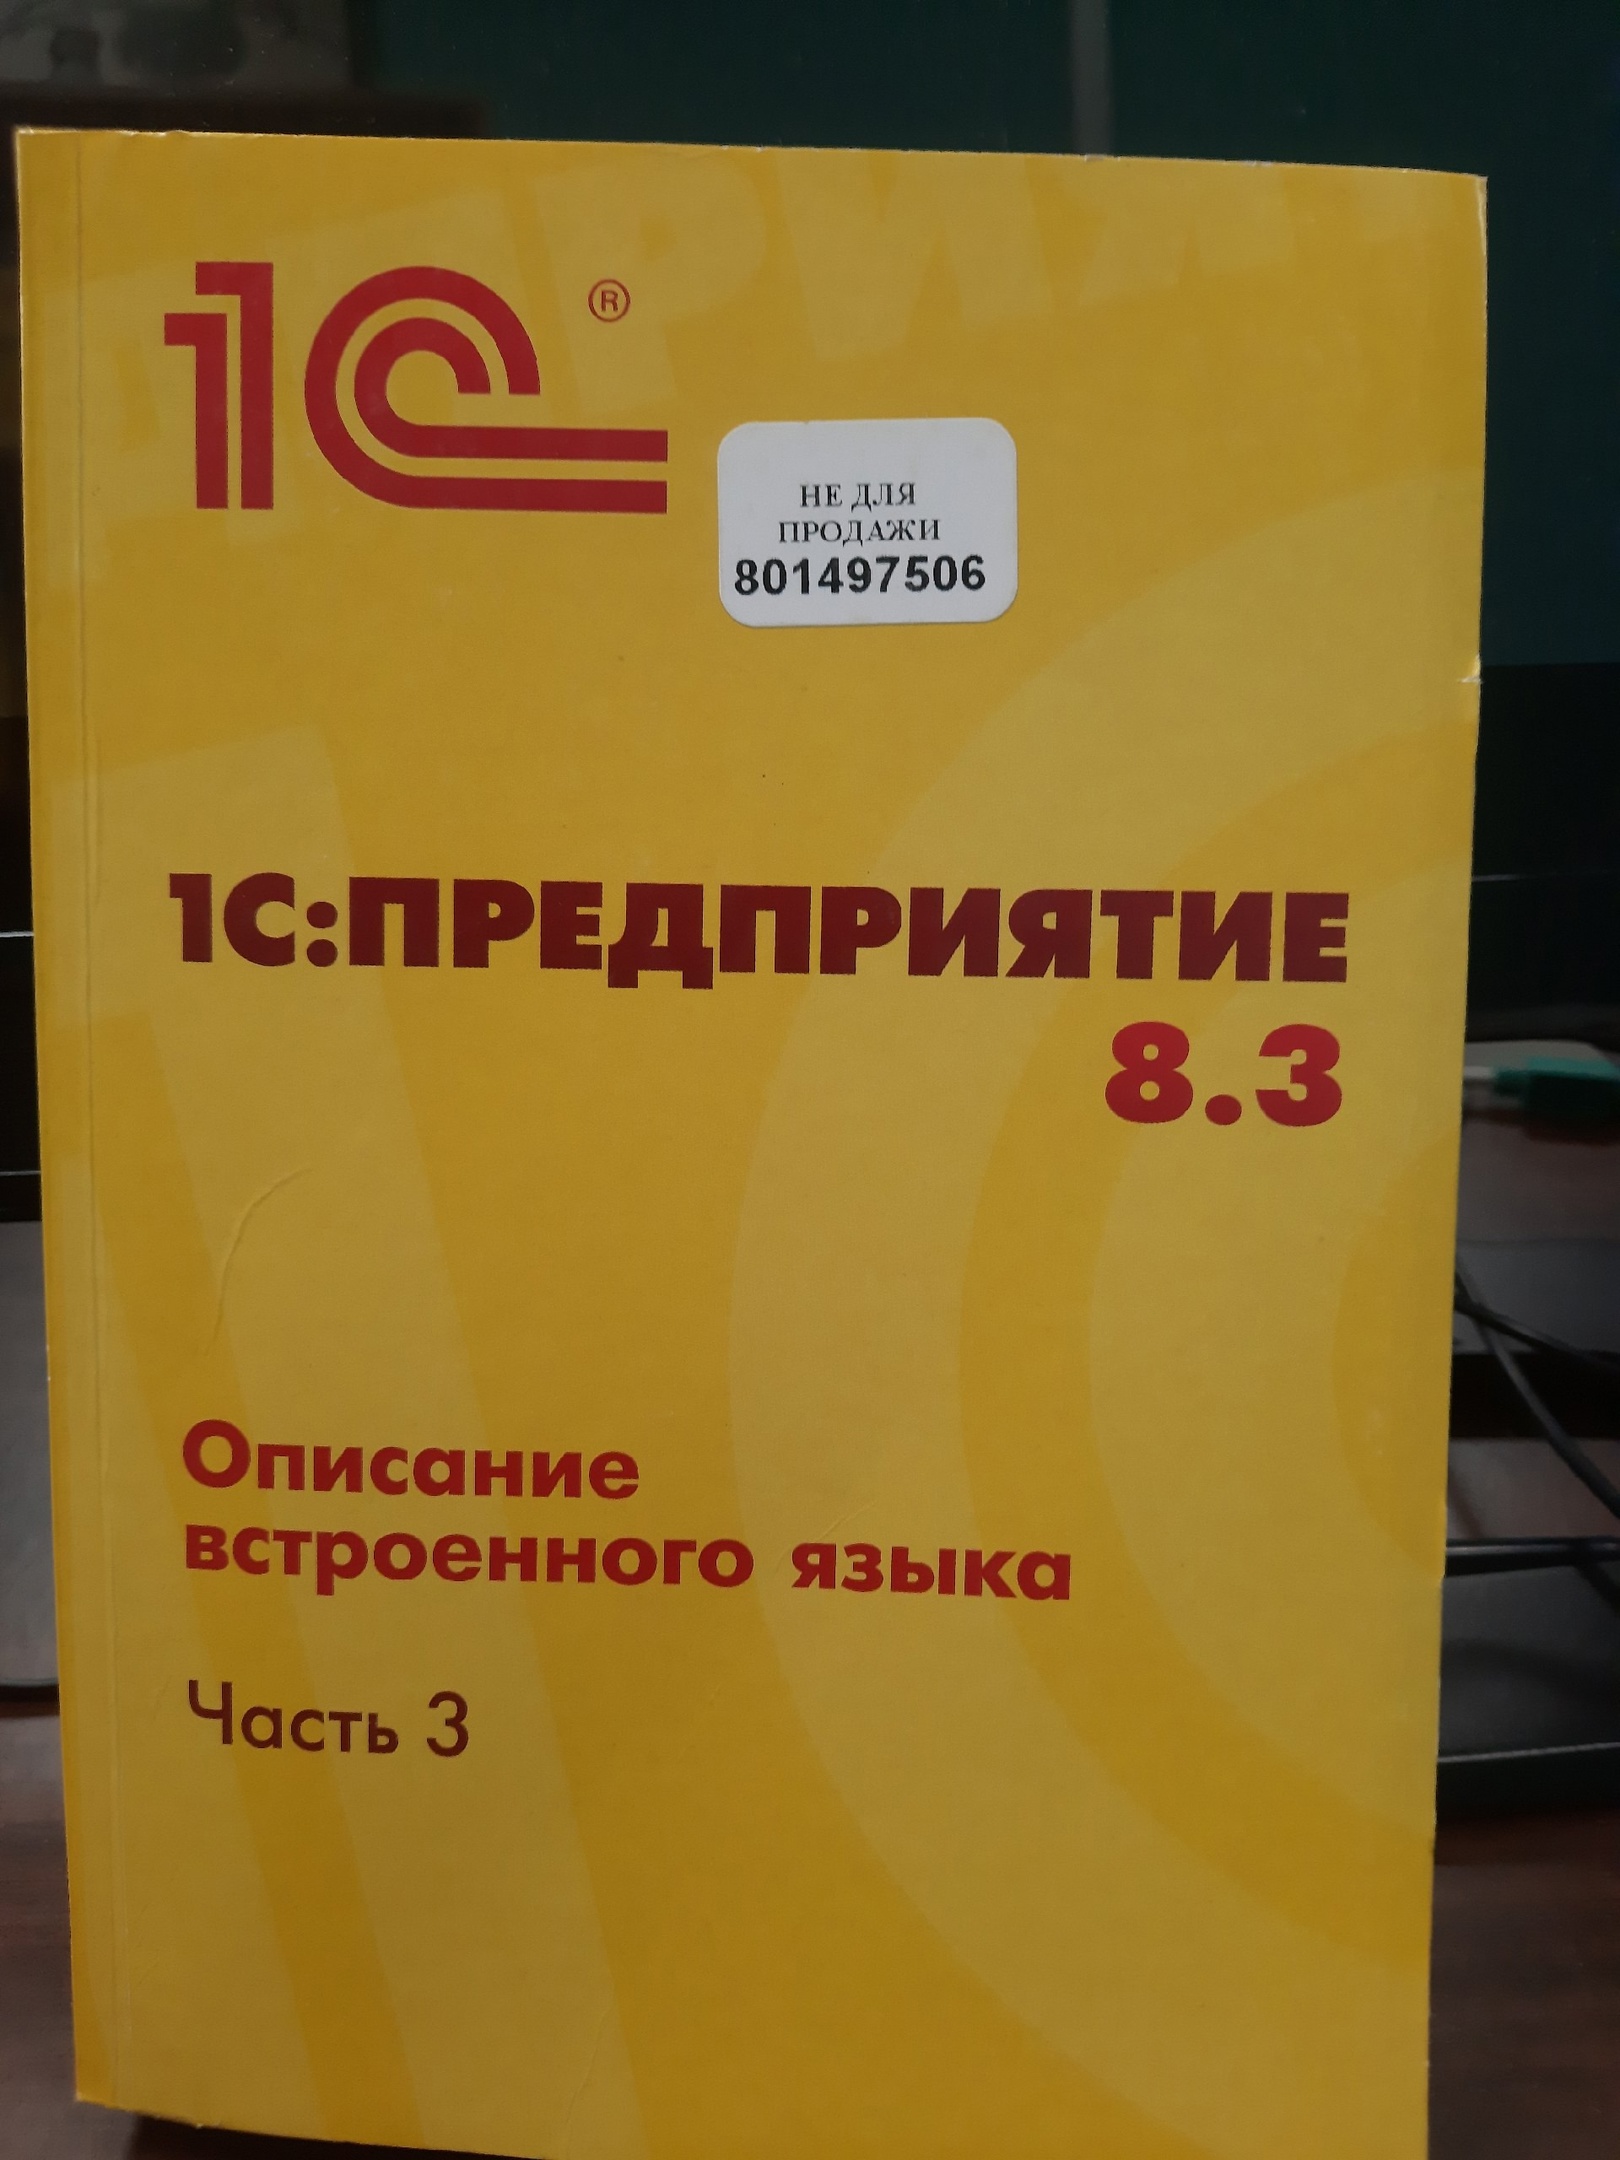 1С®
НЕ ДЛЯ
ПРОДАЖИ
801497506
1С:ПРЕДПРИЯТИЕ
8.3
Описание
встроенного языка
Часть 3